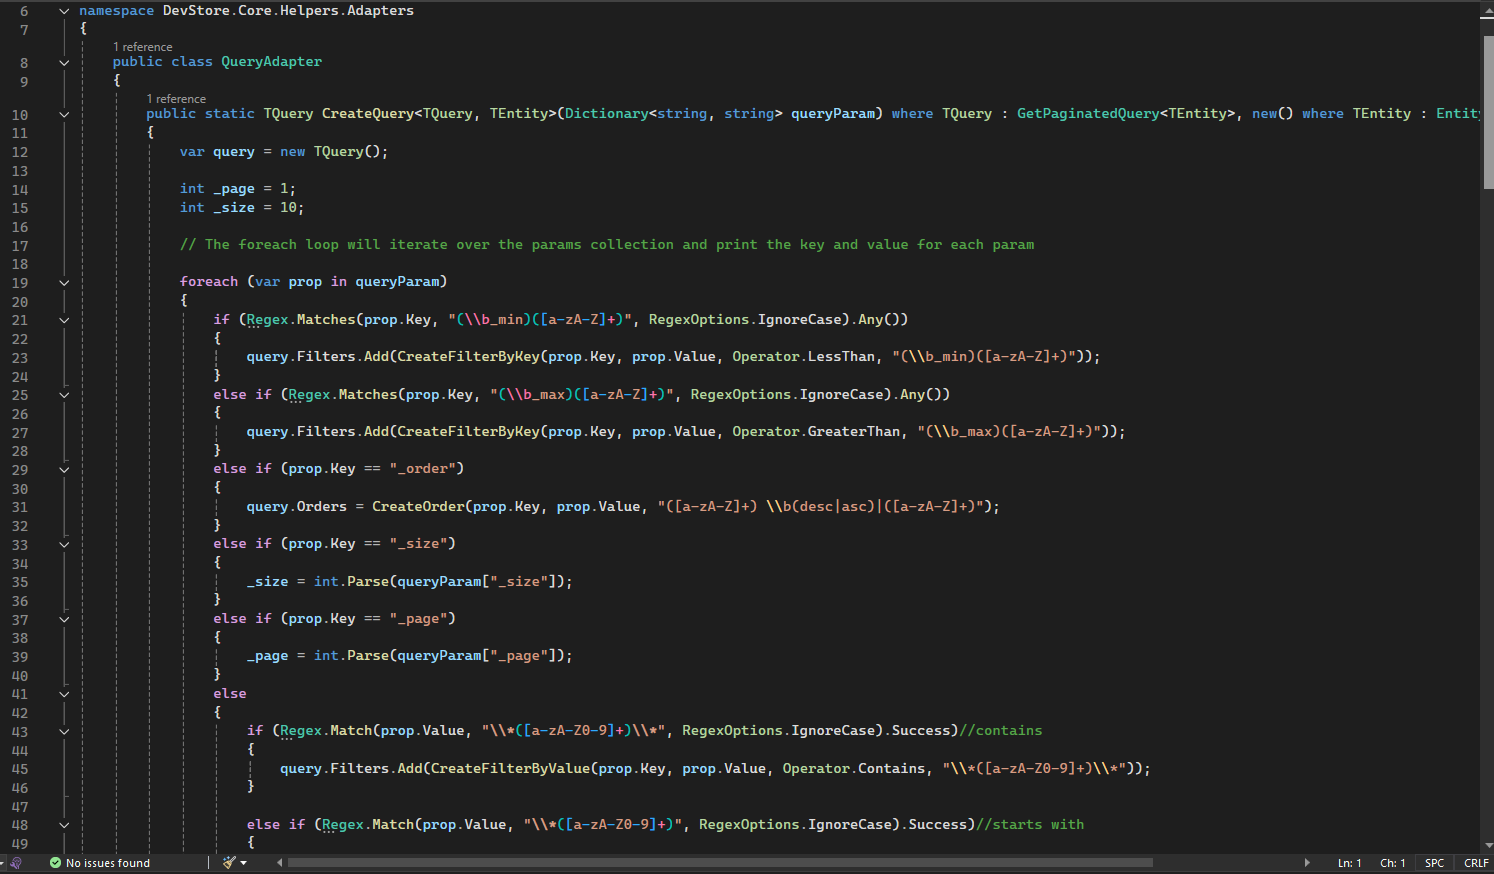 6 namespace DevStore.Core.Helpers.Adapters
7 {
1 reference
8 public class QueryAdapter
9 {
1 reference
10 public static TQuery CreateQuery<TQuery, TEntity>(Dictionary<string, string> queryParam) where TQuery : GetPaginatedQuery<TEntity>, new() where TEntity : Entity
11 {
12 var query = new TQuery();
13
14 int _page = 1;
15 int _size = 10;
16
17 // The foreach loop will iterate over the params collection and print the key and value for each param
18
19 foreach (var prop in queryParam)
20 {
21 if (Regex.Matches(prop.Key, "(\\b_min)([a-zA-Z]+)", RegexOptions.IgnoreCase).Any())
22 {
23 query.Filters.Add(CreateFilterByKey(prop.Key, prop.Value, Operator.LessThan, "(\\b_min)([a-zA-Z]+)"));
24 }
25 else if (Regex.Matches(prop.Key, "(\\b_max)([a-zA-Z]+)", RegexOptions.IgnoreCase).Any())
26 {
27 query.Filters.Add(CreateFilterByKey(prop.Key, prop.Value, Operator.GreaterThan, "(\\b_max)([a-zA-Z]+)"));
28 }
29 else if (prop.Key == "_order")
30 {
31 query.Orders = CreateOrder(prop.Key, prop.Value, "([a-zA-Z]+) \\b(desc|asc)|([a-zA-Z]+)");
32 }
33 else if (prop.Key == "_size")
34 {
35 _size = int.Parse(queryParam["_size"]);
36 }
37 else if (prop.Key == "_page")
38 {
39 _page = int.Parse(queryParam["_page"]);
40 }
41 else
42 {
43 if (Regex.Match(prop.Value, "\\*([a-zA-Z0-9]+)\\*", RegexOptions.IgnoreCase).Success)//contains
44 {
45 query.Filters.Add(CreateFilterByValue(prop.Key, prop.Value, Operator.Contains, "\\*([a-zA-Z0-9]+)\\*"));
46 }
47
48 else if (Regex.Match(prop.Value, "\\*([a-zA-Z0-9]+)", RegexOptions.IgnoreCase).Success)//starts with
49 {
No issues found Ln: 1 Ch: 1 SPC CRLF